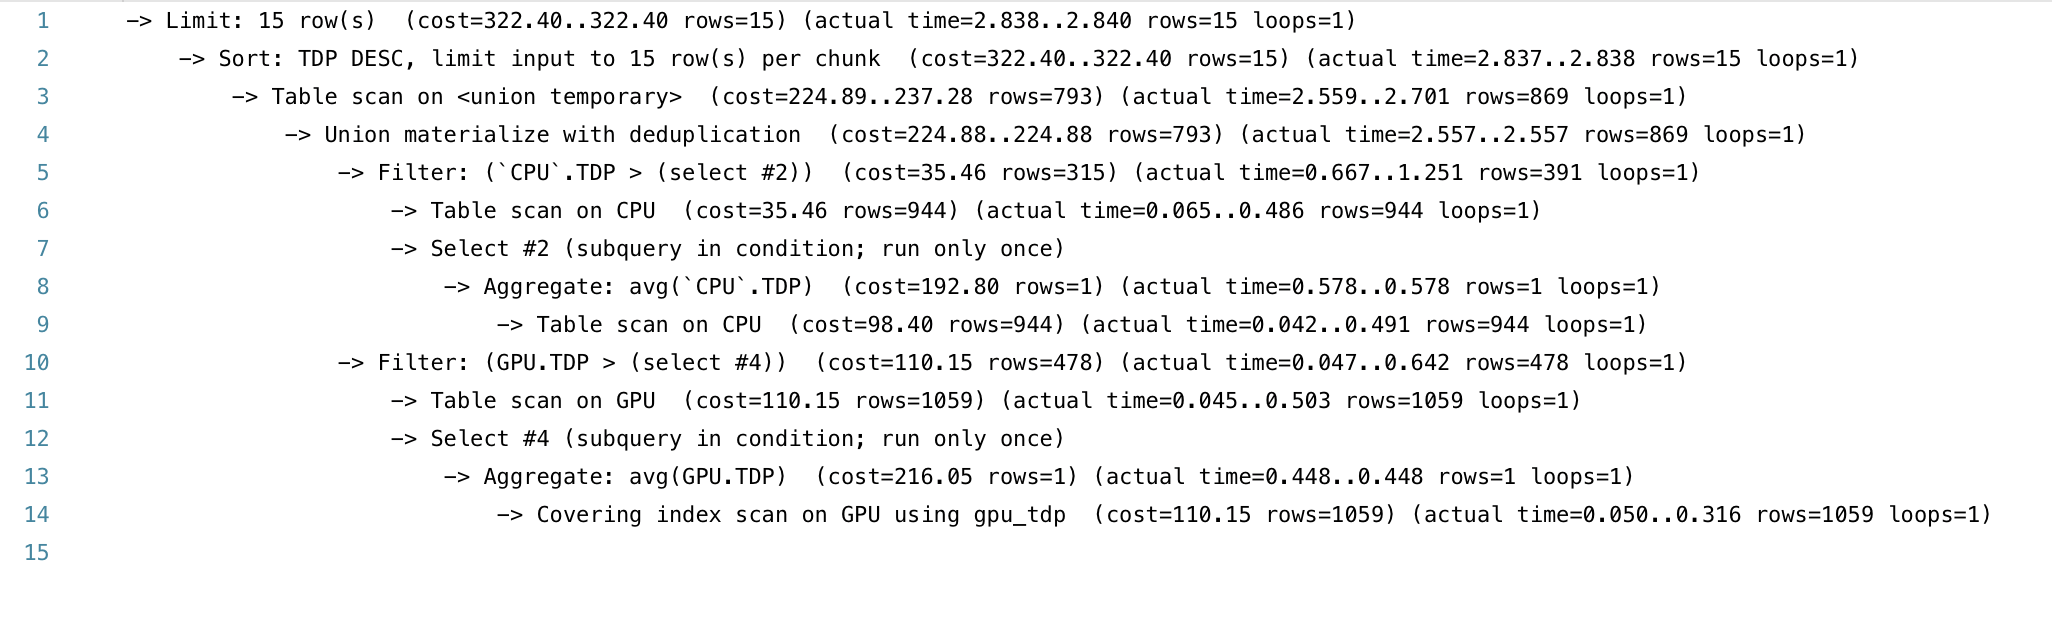 1 -> Limit: 15 row(s)  (cost=322.40..322.40 rows=15) (actual time=2.838..2.840 rows=15 loops=1)
2 -> Sort: TDP DESC, limit input to 15 row(s) per chunk  (cost=322.40..322.40 rows=15) (actual time=2.837..2.838 rows=15 loops=1)
3 -> Table scan on <union temporary>  (cost=224.89..237.28 rows=793) (actual time=2.559..2.701 rows=869 loops=1)
4 -> Union materialize with deduplication  (cost=224.88..224.88 rows=793) (actual time=2.557..2.557 rows=869 loops=1)
5 -> Filter: (`CPU`.TDP > (select #2))  (cost=35.46 rows=315) (actual time=0.667..1.251 rows=391 loops=1)
6 -> Table scan on CPU  (cost=35.46 rows=944) (actual time=0.065..0.486 rows=944 loops=1)
7 -> Select #2 (subquery in condition; run only once)
8 -> Aggregate: avg(`CPU`.TDP)  (cost=192.80 rows=1) (actual time=0.578..0.578 rows=1 loops=1)
9 -> Table scan on CPU  (cost=98.40 rows=944) (actual time=0.042..0.491 rows=944 loops=1)
10 -> Filter: (GPU.TDP > (select #4))  (cost=110.15 rows=478) (actual time=0.047..0.642 rows=478 loops=1)
11 -> Table scan on GPU  (cost=110.15 rows=1059) (actual time=0.045..0.503 rows=1059 loops=1)
12 -> Select #4 (subquery in condition; run only once)
13 -> Aggregate: avg(GPU.TDP)  (cost=216.05 rows=1) (actual time=0.448..0.448 rows=1 loops=1)
14 -> Covering index scan on GPU using gpu_tdp  (cost=110.15 rows=1059) (actual time=0.050..0.316 rows=1059 loops=1)
15